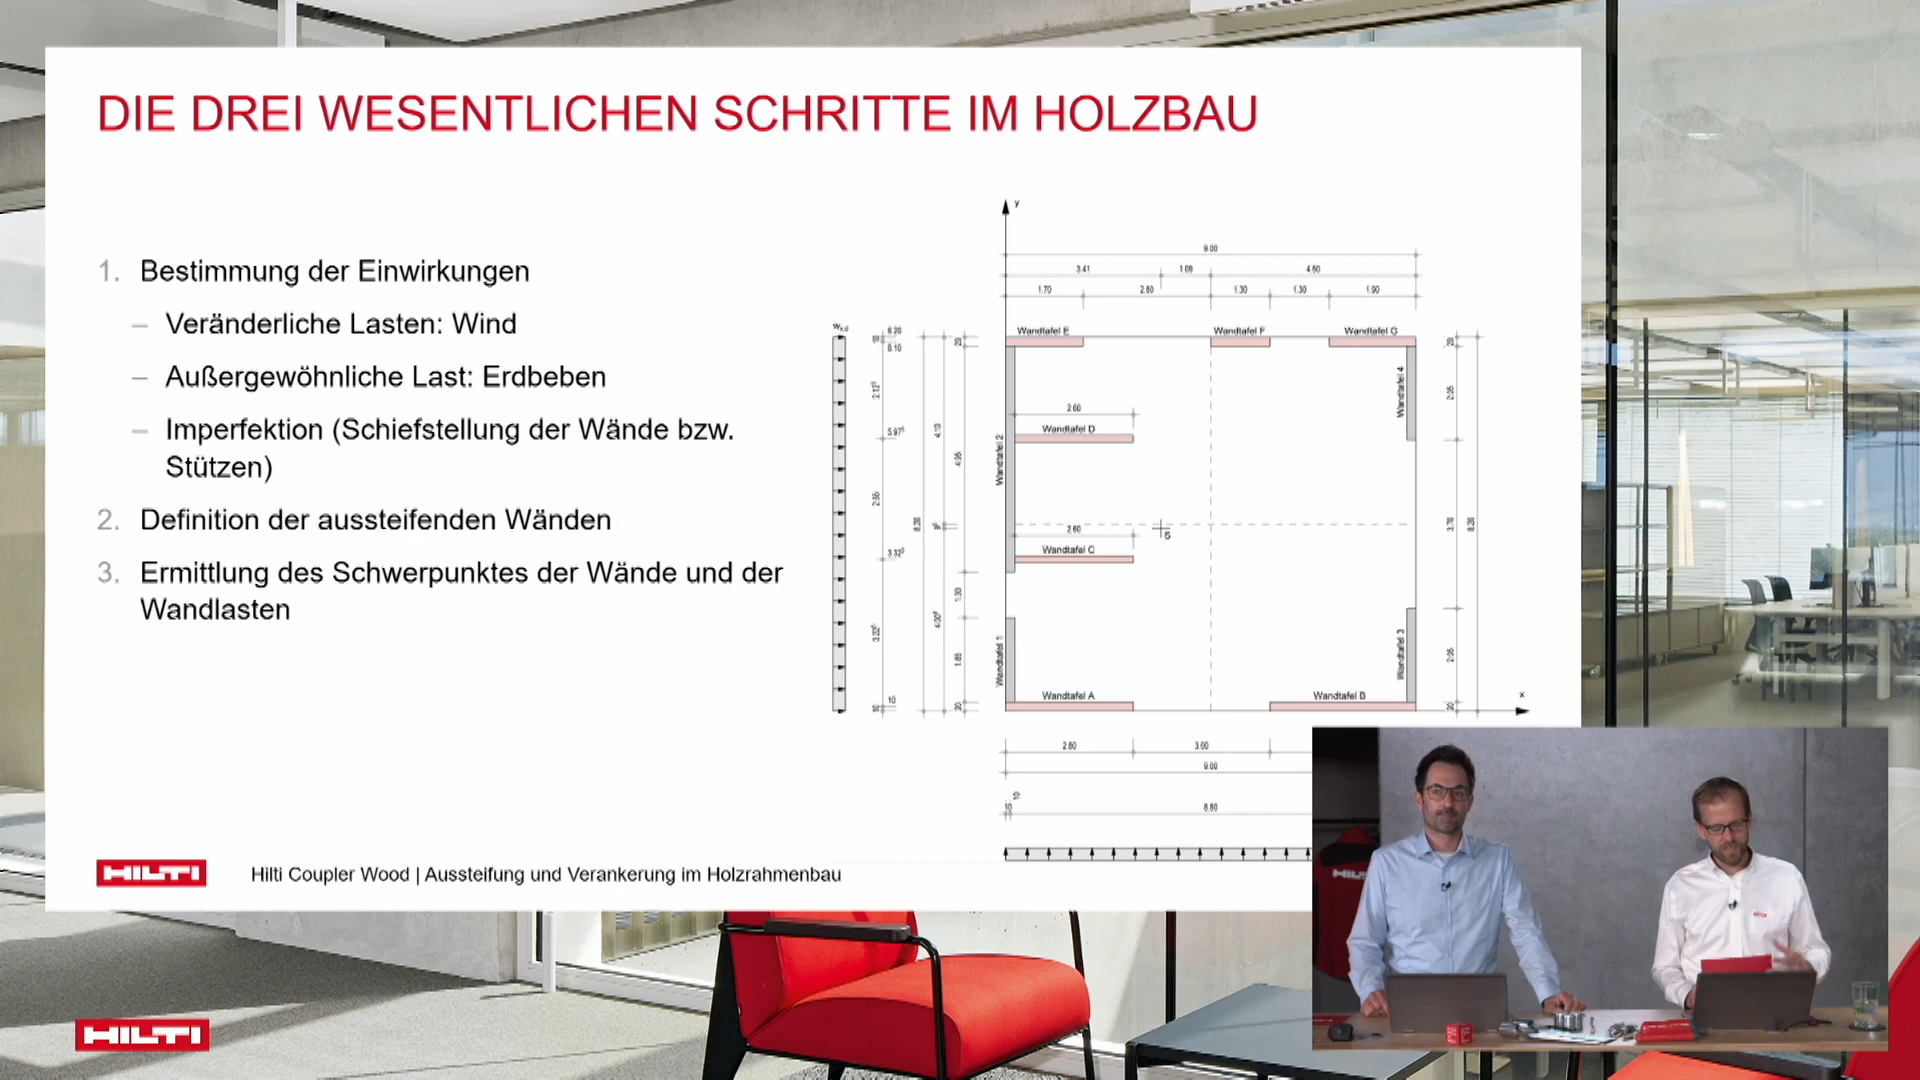 DIE DREI WESENTLICHEN SCHRITTE IM HOLZBAU
1. Bestimmung der Einwirkungen
– Veränderliche Lasten: Wind
– Außergewöhnliche Last: Erdbeben
– Imperfektion (Schiefstellung der Wände bzw.
Stützen)
2. Definition der aussteifenden Wänden
3. Ermittlung des Schwerpunktes der Wände und der
Wandlasten
y
9.00
3.41 1.09 4.50
1.70 2.80 1.30 1.30 1.90
Wandtafel E Wandtafel F Wandtafel G
8.20
Wandtafel 4
2.60
Wandtafel D
Wandtafel 2
2.60
S
Wandtafel C
Wandtafel 1
Wandtafel 3
Wandtafel A Wandtafel B
x
2.80 3.00
9.00
10
10
8.80
HILTI Hilti Coupler Wood | Aussteifung und Verankerung im Holzrahmenbau
HILTI